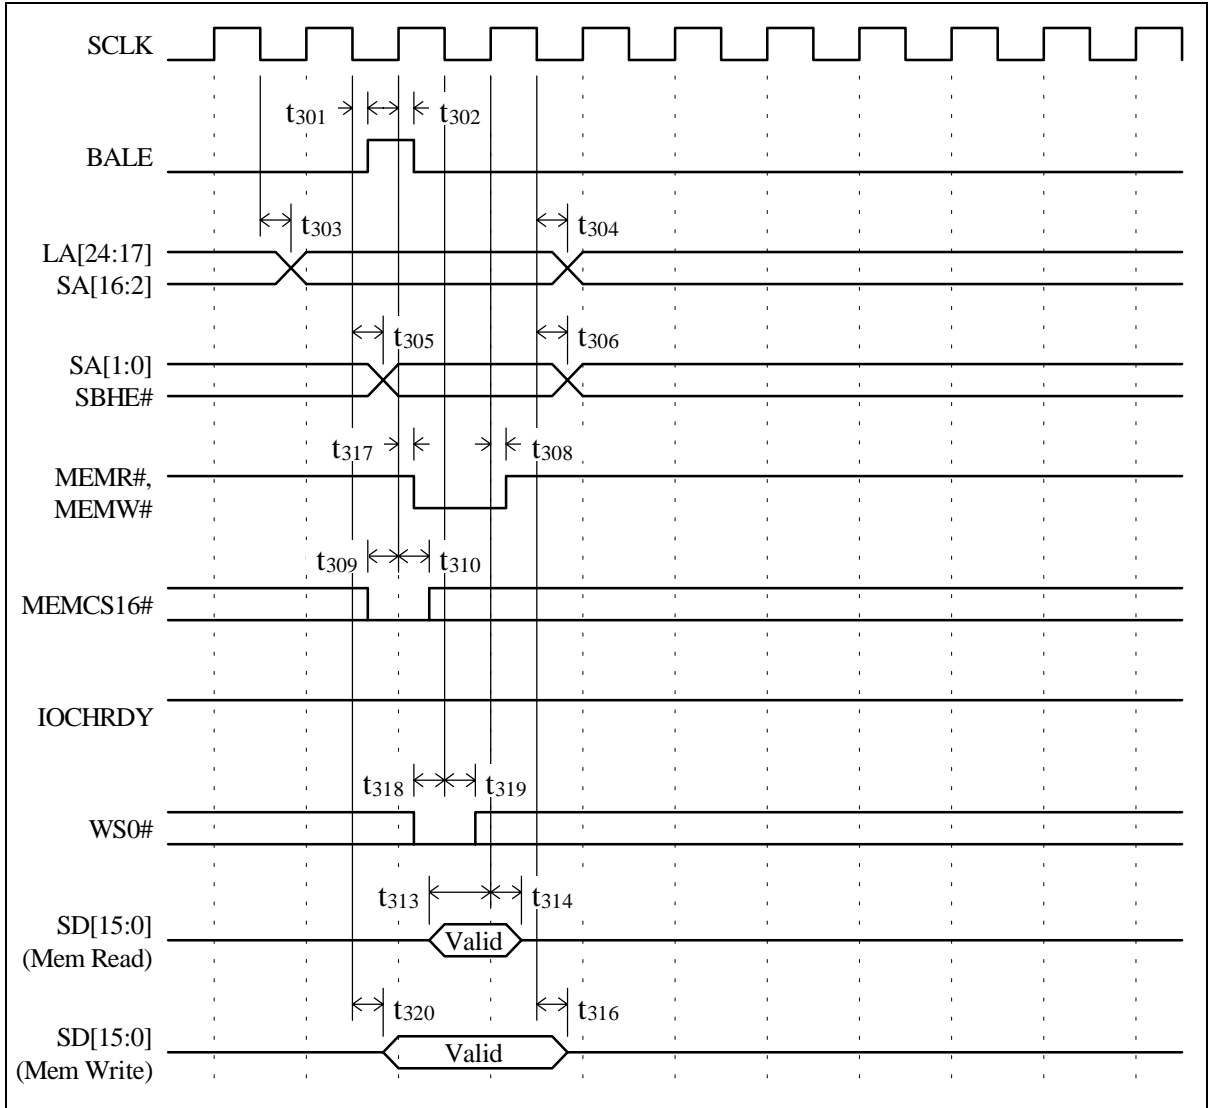 SCLK
t301 t302
BALE
t303 t304
LA[24:17]
SA[16:2]
t305 t306
SA[1:0]
SBHE#
t317 t308
MEMR#,
MEMW#
t309 t310
MEMCS16#
IOCHRDY
t318 t319
WS0#
t313 t314
SD[15:0]
(Mem Read)
Valid
t320 t316
SD[15:0]
(Mem Write)
Valid